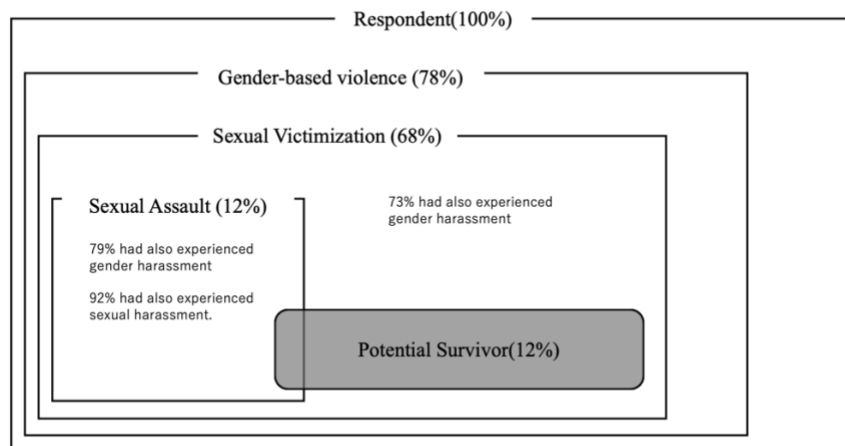 Respondent(100%)
Gender-based violence (78%)
Sexual Victimization (68%)
Sexual Assault (12%)
79% had also experienced
gender harassment
92% had also experienced
sexual harassment.
73% had also experienced
gender harassment
Potential Survivor(12%)